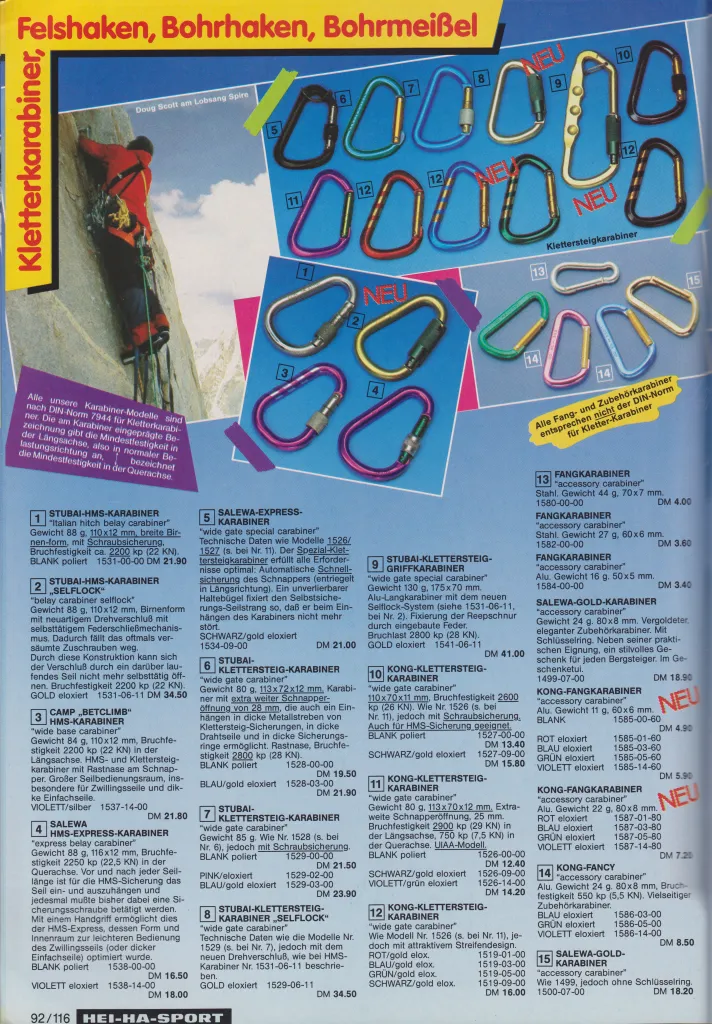 Felshaken, Bohrhaken, Bohrmeißel
Kletterkarabiner,
Doug Scott am Lobsang Spire
5
6
7
8
NEU
9
10
11
12
12
NEU
NEU
12
Klettersteigkarabiner
1
NEU
2
3
4
13
14
14
15
Alle unsere Karabiner-Modelle sind
nach DIN-Norm 7944 für Kletterkarabi-
ner. Die am Karabiner eingeprägte Be-
zeichnung gibt die Mindestfestigkeit in
der Längsachse, also in normaler Be-
lastungsrichtung an, bezeichnet
die Mindestfestigkeit in der Querachse.
Alle Fang- und Zubehörkarabiner
entsprechen nicht der DIN-Norm
für Kletter-Karabiner
1 STUBAI-HMS-KARABINER
"Italian hitch belay carabiner"
Gewicht 88 g, 110x12 mm, breite Bir-
nen-form, mit Schraubsicherung,
Bruchfestigkeit ca. 2200 kp (22 KN).
BLANK poliert 1531-00-00 DM 21.90
2 STUBAI-HMS-KARABINER
„SELFLOCK"
"belay carabiner selflock"
Gewicht 88 g, 110x12 mm, Birnenform
mit neuartigem Drehverschluß mit
selbsttätigem Federschließmechanis-
mus. Dadurch fällt das oftmals ver-
säumte Zuschrauben weg.
Durch diese Konstruktion kann sich
der Verschluß durch ein darüber lau-
fendes Seil nicht mehr selbsttätig öff-
nen. Bruchfestigkeit 2200 kp (22 KN).
GOLD eloxiert 1531-06-11 DM 34.50
3 CAMP „BETCLIMB"
HMS-KARABINER
"wide base carabiner"
Gewicht 84 g, 110x12 mm, Bruchfe-
stigkeit 2200 kp (22 KN) in der
Längsachse. HMS- und Klettersteig-
karabiner mit Rastnase am Schnap-
per. Großer Seilbedienungsraum, ins-
besondere für Zwillingsseile und dik-
ke Einfachseile.
VIOLETT/silber 1537-14-00
DM 21.80
4 SALEWA
HMS-EXPRESS-KARABINER
"express belay carabiner"
Gewicht 88 g, 116x12 mm, Bruchfe-
stigkeit 2250 kp (22,5 KN) in der
Querachse. Vor und nach jeder Seil-
länge ist für die HMS-Sicherung das
Seil ein- und auszuhängen und
jedesmal mußte bisher dabei eine Si-
cherungsschraube betätigt werden.
Mit einem Handgriff ermöglicht dies
der HMS-Express, dessen Form und
Innenraum zur leichteren Bedienung
des Zwillingsseils (oder dicker
Einfachseile) optimiert wurde.
BLANK poliert 1538-00-00
DM 16.50
VIOLETT eloxiert 1538-14-00
DM 18.00
5 SALEWA-EXPRESS-
KARABINER
"wide gate special carabiner"
Technische Daten wie Modelle 1526/
1527 (s. bei Nr. 11). Der Spezial-Klet-
tersteigkarabiner erfüllt alle Erforder-
nisse optimal: Automatische Schnell-
sicherung des Schnappers (entriegelt
in Längsrichtung). Ein unverlierbarer
Haltebügel fixiert den Selbstsiche-
rungs-Seilstrang so, daß er beim Ein-
hängen des Karabiners nicht mehr
stört.
SCHWARZ/gold eloxiert
1534-09-00 DM 21.00
6 STUBAI-
KLETTERSTEIG-KARABINER
"wide gate carabiner"
Gewicht 80 g, 113x72x12 mm, Karabi-
ner mit extra weiter Schnapper-
öffnung von 28 mm, die auch ein Ein-
hängen in dicke Metallstreben von
Klettersteig-Sicherungen, in dicke
Drahtseile und in dicke Sicherungs-
ringe ermöglicht. Rastnase, Bruchfe-
stigkeit 2800 kp (28 KN).
BLANK poliert 1528-00-00
DM 19.50
BLAU/gold eloxiert 1528-03-00
DM 21.90
7 STUBAI-
KLETTERSTEIG-KARABINER
"wide gate carabiner"
Gewicht 85 g. Wie Nr. 1528 (s. bei
Nr. 6), jedoch mit Schraubsicherung.
BLANK poliert 1529-00-00
DM 21.50
PINK/eloxiert 1529-02-00
BLAU/gold eloxiert 1529-03-00
DM 23.90
8 STUBAI-KLETTERSTEIG-
KARABINER „SELFLOCK"
"wide gate carabiner"
Technische Daten wie die Modelle Nr.
1529 (s. bei Nr. 7), jedoch mit dem
neuen Drehverschluß, wie bei HMS-
Karabiner Nr. 1531-06-11 beschrie-
ben.
GOLD eloxiert 1529-06-11
DM 34.50
9 STUBAI-KLETTERSTEIG-
GRIFFKARABINER
"wide gate special carabiner"
Gewicht 130 g, 175x70 mm.
Alu-Langkarabiner mit dem neuen
Selflock-System (siehe 1531-06-11,
bei Nr. 2). Fixierung der Reepschnur
durch eingebaute Feder.
Bruchlast 2800 kp (28 KN).
GOLD eloxiert 1541-06-11
DM 41.00
10 KONG-KLETTERSTEIG-
KARABINER
"wide gate carabiner"
110x70x11 mm, Bruchfestigkeit 2600
kp (26 KN). Wie Nr. 1526 (s. bei
Nr. 11), jedoch mit Schraubsicherung.
Auch für HMS-Sicherung geeignet.
BLANK poliert 1527-00-00
DM 13.40
SCHWARZ/gold eloxiert 1527-09-00
DM 15.80
11 KONG-KLETTERSTEIG-
KARABINER
"wide gate carabiner"
Gewicht 80 g, 113x70x12 mm. Extra-
weite Schnapperöffnung, 25 mm.
Bruchfestigkeit 2900 kp (29 KN) in
der Längsachse, 750 kp (7,5 KN) in
der Querachse. UIAA-Modell.
BLANK poliert 1526-00-00
DM 12.40
SCHWARZ/gold eloxiert 1526-09-00
VIOLETT/grün eloxiert 1526-14-00
DM 14.20
12 KONG-KLETTERSTEIG-
KARABINER
"wide gate carabiner"
Wie Modell Nr. 1526 (s. bei Nr. 11), je-
doch mit attraktivem Streifendesign.
ROT/gold elox. 1519-01-00
BLAU/gold elox. 1519-03-00
GRÜN/gold elox. 1519-05-00
SCHWARZ/gold elox. 1519-09-00
DM 16.00
13 FANGKARABINER
"accessory carabiner"
Stahl. Gewicht 44 g, 70x7 mm.
1580-00-00 DM 4.00
FANGKARABINER
"accessory carabiner"
Stahl. Gewicht 27 g, 60x6 mm.
1582-00-00 DM 3.60
FANGKARABINER
"accessory carabiner"
Alu. Gewicht 16 g. 50x5 mm.
1584-00-00 DM 3.40
SALEWA-GOLD-KARABINER
"accessory carabiner"
Gewicht 24 g. 80x8 mm. Vergoldeter,
eleganter Zubehörkarabiner. Mit
Schlüsselring. Neben seiner prakti-
schen Eignung, ein stilvolles Ge-
schenk für jeden Bergsteiger. Im Ge-
schenketui.
1499-07-00 DM 18.90
KONG-FANGKARABINER
"accessory carabiner"
Alu. Gewicht 11 g, 60x6 mm.
NEU
BLANK 1585-00-60
DM 4.90
ROT eloxiert 1585-01-60
BLAU eloxiert 1585-03-60
GRÜN eloxiert 1585-05-60
VIOLETT eloxiert 1585-14-60
DM 5.90
KONG-FANGKARABINER
"accessory carabiner"
Alu. Gewicht 22 g, 80x8 mm.
NEU
ROT eloxiert 1587-01-80
BLAU eloxiert 1587-03-80
GRÜN eloxiert 1587-05-80
VIOLETT eloxiert 1587-14-80
DM 7.20
14 KONG-FANCY
"accessory carabiner"
Alu. Gewicht 24 g. 80x8 mm, Bruch-
festigkeit 550 kp (5,5 KN). Vielseitiger
Zubehörkarabiner.
BLAU eloxiert 1586-03-00
GRÜN eloxiert 1586-05-00
VIOLETT eloxiert 1586-14-00
DM 8.50
15 SALEWA-GOLD-
KARABINER
"accessory carabiner"
Wie 1499, jedoch ohne Schlüsselring.
1500-07-00 DM 18.20
92/116 HEI-HA-SPORT